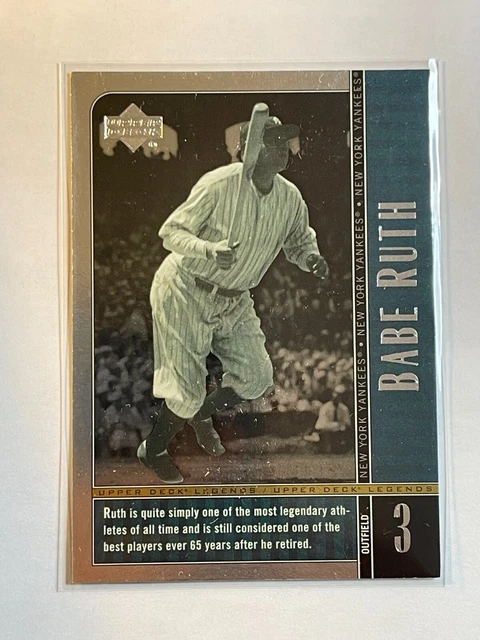 UPPER
DECK
NEW YORK YANKEES® • NEW YORK YANKEES® • NEW YORK YANKEES®
BABE RUTH
UPPER DECK LEGENDS / UPPER DECK LEGENDS
Ruth is quite simply one of the most legendary ath-
letes of all time and is still considered one of the
best players ever 65 years after he retired.
OUTFIELD
3